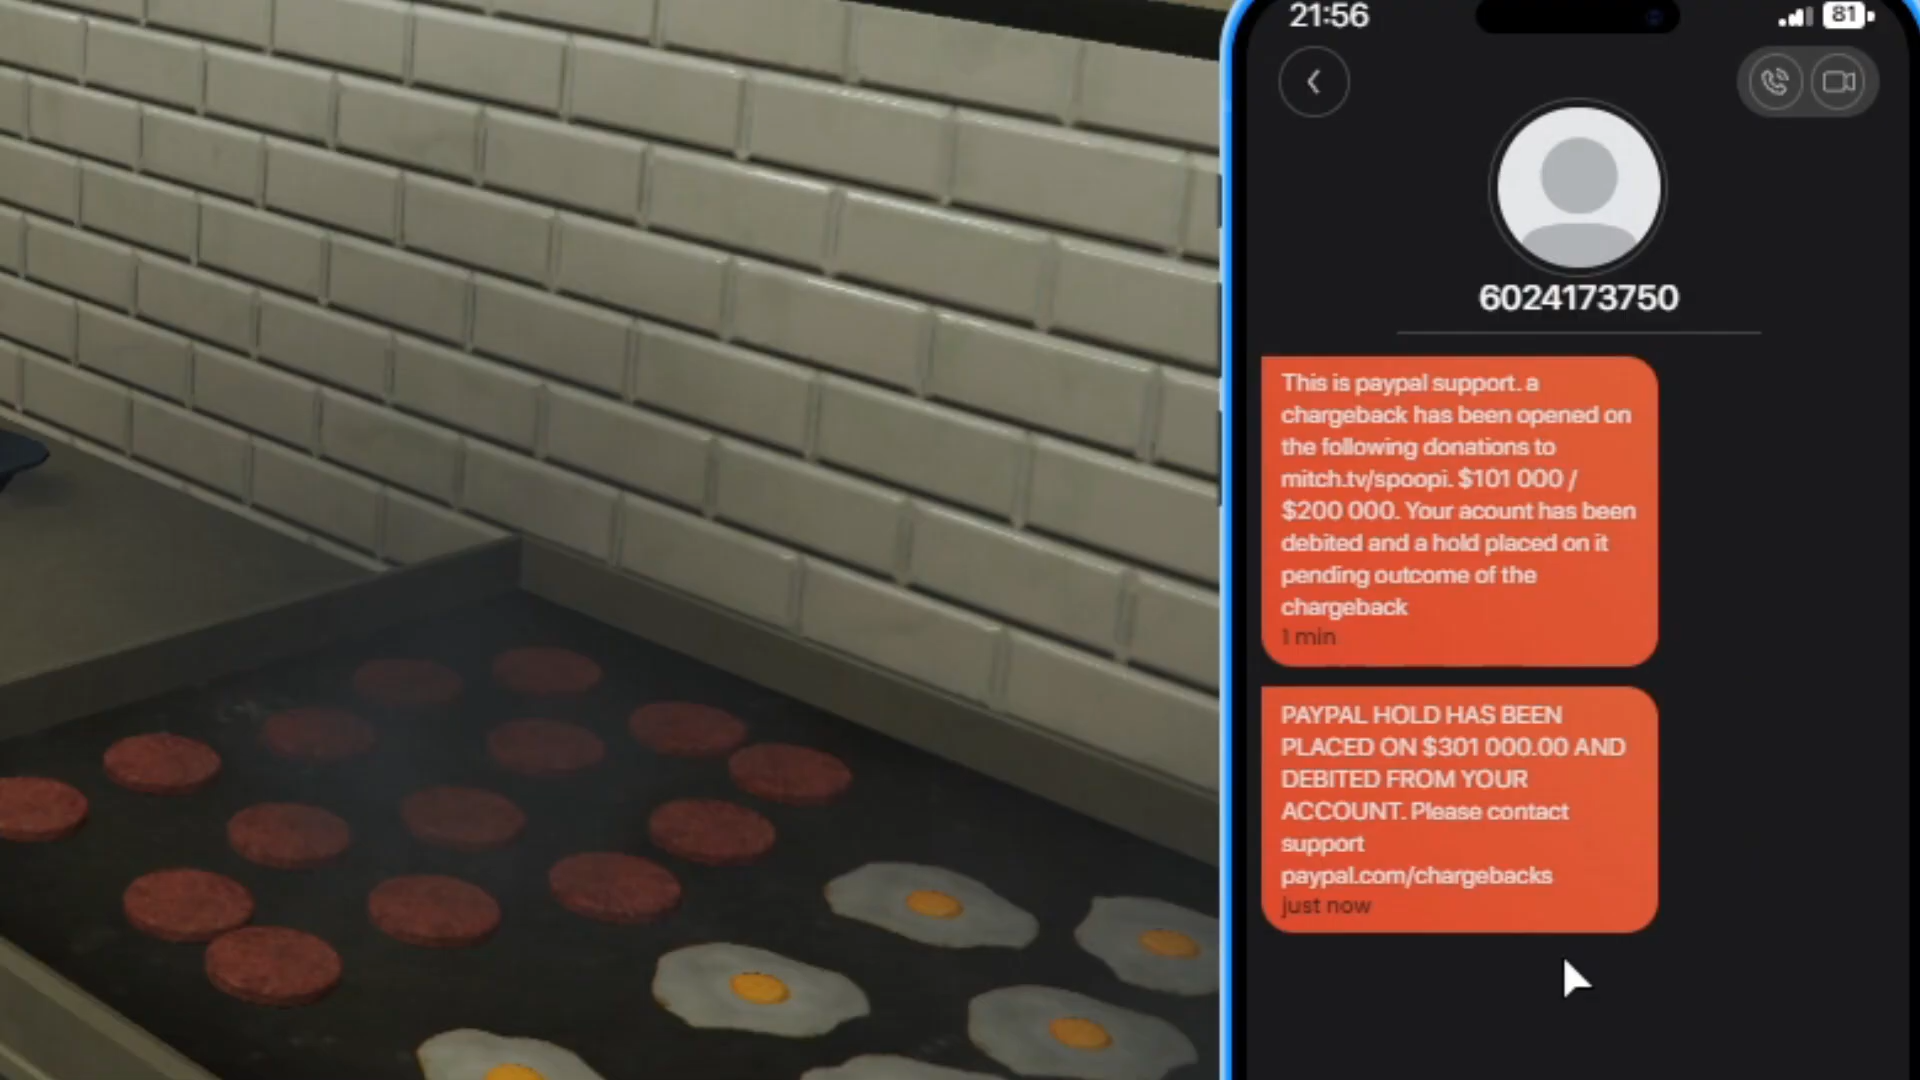 21:56
81
6024173750
This is paypal support. a
chargeback has been opened on
the following donations to
mitch.tv/spoopi. $101 000 /
$200 000. Your acount has been
debited and a hold placed on it
pending outcome of the
chargeback
1 min
PAYPAL HOLD HAS BEEN
PLACED ON $301 000.00 AND
DEBITED FROM YOUR
ACCOUNT. Please contact
support
paypal.com/chargebacks
just now